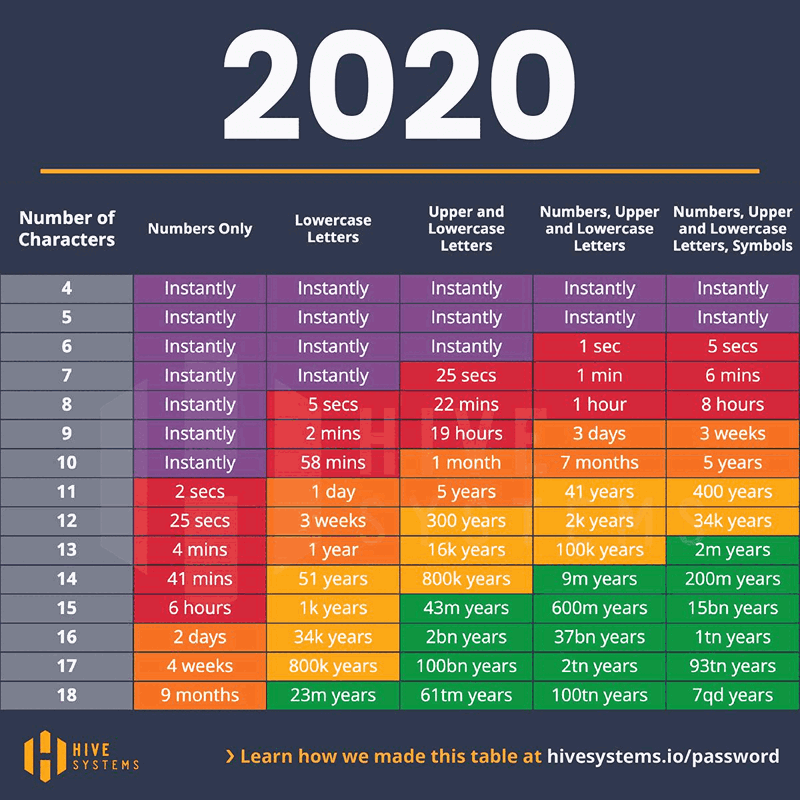 2020
Number of Characters Numbers Only Lowercase Letters Upper and Lowercase Letters Numbers, Upper and Lowercase Letters Numbers, Upper and Lowercase Letters, Symbols
4 Instantly Instantly Instantly Instantly Instantly
5 Instantly Instantly Instantly Instantly Instantly
6 Instantly Instantly Instantly 1 sec 5 secs
7 Instantly Instantly 25 secs 1 min 6 mins
8 Instantly 5 secs 22 mins 1 hour 8 hours
9 Instantly 2 mins 19 hours 3 days 3 weeks
10 Instantly 58 mins 1 month 7 months 5 years
11 2 secs 1 day 5 years 41 years 400 years
12 25 secs 3 weeks 300 years 2k years 34k years
13 4 mins 1 year 16k years 100k years 2m years
14 41 mins 51 years 800k years 9m years 200m years
15 6 hours 1k years 43m years 600m years 15bn years
16 2 days 34k years 2bn years 37bn years 1tn years
17 4 weeks 800k years 100bn years 2tn years 93tn years
18 9 months 23m years 61tm years 100tn years 7qd years
HIVE
SYSTEMS
HIVE
SYSTEMS
› Learn how we made this table at hivesystems.io/password